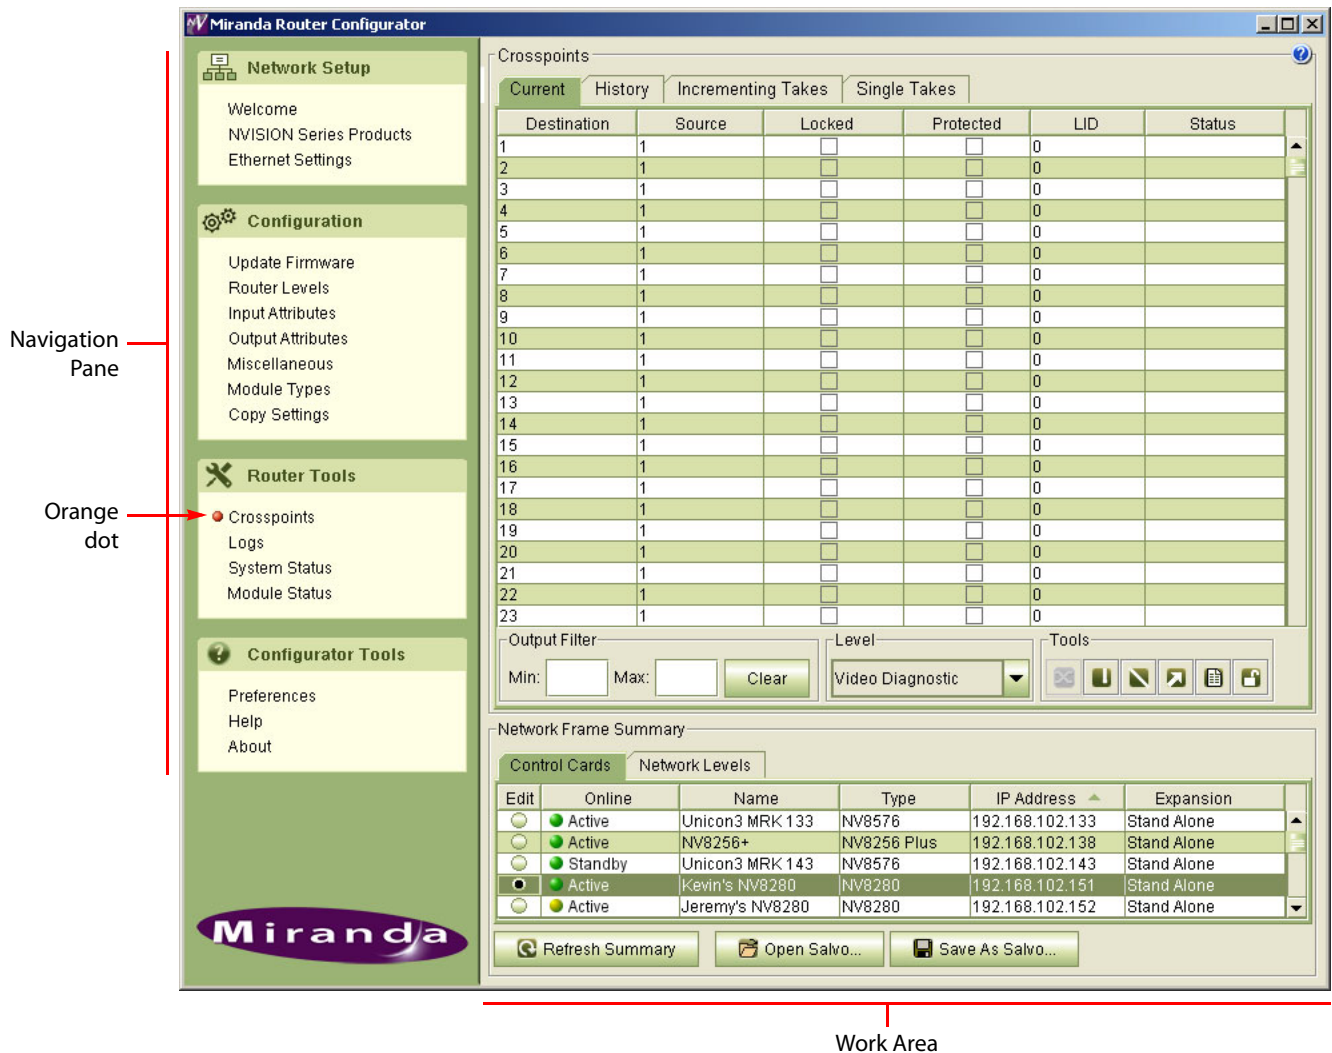 Miranda Router Configurator
Network Setup
Welcome
NVISION Series Products
Ethernet Settings
Configuration
Update Firmware
Router Levels
Input Attributes
Output Attributes
Miscellaneous
Module Types
Copy Settings
Router Tools
Crosspoints
Logs
System Status
Module Status
Configurator Tools
Preferences
Help
About
Miranda
Navigation
Pane
Orange
dot
Crosspoints
?
Current History Incrementing Takes Single Takes
Destination Source Locked Protected LID Status
1 1 0
2 1 0
3 1 0
4 1 0
5 1 0
6 1 0
7 1 0
8 1 0
9 1 0
10 1 0
11 1 0
12 1 0
13 1 0
14 1 0
15 1 0
16 1 0
17 1 0
18 1 0
19 1 0
20 1 0
21 1 0
22 1 0
23 1 0
Output Filter Level Tools
Min: Max: Clear Video Diagnostic
Network Frame Summary
Control Cards Network Levels
Edit Online Name Type IP Address Expansion
Active Unicon3 MRK 133 NV8576 192.168.102.133 Stand Alone
Active NV8256+ NV8256 Plus 192.168.102.138 Stand Alone
Standby Unicon3 MRK 143 NV8576 192.168.102.143 Stand Alone
Active Kevin's NV8280 NV8280 192.168.102.151 Stand Alone
Active Jeremy's NV8280 NV8280 192.168.102.152 Stand Alone
Refresh Summary Open Salvo... Save As Salvo...
Work Area